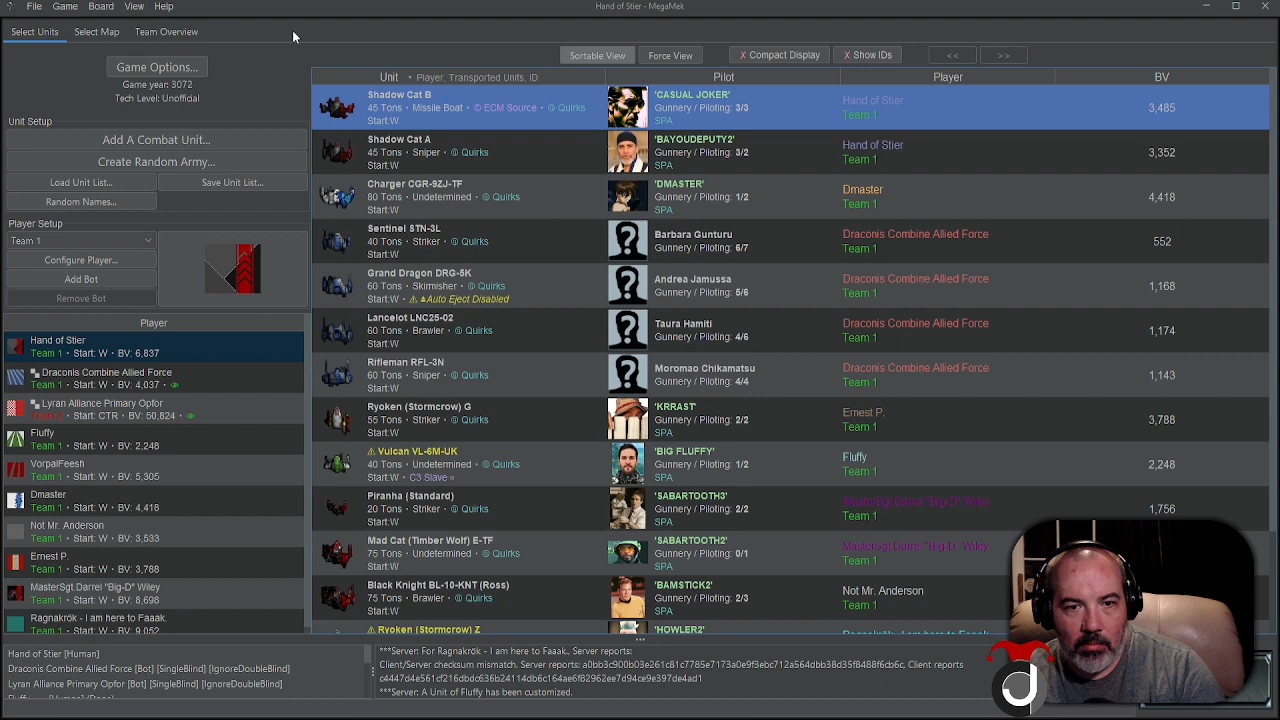 File Game Board View Help
Hand of Stier - MegaMek
Select Units Select Map Team Overview
Game Options...
Game year: 3072
Tech Level: Unofficial
Unit Setup
Add A Combat Unit...
Create Random Army...
Load Unit List... Save Unit List...
Random Names...
Player Setup
Team 1
Configure Player...
Add Bot
Remove Bot
Player
Hand of Stier
Team 1 • Start: W • BV: 6,837
Draconis Combine Allied Force
Team 1 • Start: W • BV: 4,037 •
Lyran Alliance Primary Opfor
• Start: CTR • BV: 50,824 •
Fluffy
Team 1 • Start: W • BV: 2,248
VorpalFeesh
Team 1 • Start: W • BV: 5,305
Dmaster
Team 1 • Start: W • BV: 4,418
Not Mr. Anderson
Team 1 • Start: W • BV: 3,533
Ernest P.
Team 1 • Start: W • BV: 3,788
MasterSgt.Darrel "Big-D" Wiley
Team 1 • Start: W • BV: 8,698
Ragnakrök - I am here to Faaak.
Team 1 • Start: W • BV: 9,052
Sortable View Force View ✗ Compact Display ✗ Show IDs << >>
Unit • Player, Transported Units, ID Pilot Player BV
Shadow Cat B
45 Tons • Missile Boat • ECM Source • Quirks
Start:W
'CASUAL JOKER'
Gunnery / Piloting: 3/3
SPA
Hand of Stier
Team 1
3,485
Shadow Cat A
45 Tons • Sniper • Quirks
Start:W
'BAYOUDEPUTY2'
Gunnery / Piloting: 3/2
SPA
Hand of Stier
Team 1
3,352
Charger CGR-9ZJ-TF
80 Tons • Undetermined • Quirks
Start:W
'DMASTER'
Gunnery / Piloting: 1/2
SPA
Dmaster
Team 1
4,418
Sentinel STN-3L
40 Tons • Striker • Quirks
Start:W
Barbara Gunturu
Gunnery / Piloting: 6/7
Draconis Combine Allied Force
Team 1
552
Grand Dragon DRG-5K
60 Tons • Skirmisher • Quirks
Start:W • ⚠ Auto Eject Disabled
Andrea Jamussa
Gunnery / Piloting: 5/6
Draconis Combine Allied Force
Team 1
1,168
Lancelot LNC25-02
60 Tons • Brawler • Quirks
Start:W
Taura Hamiti
Gunnery / Piloting: 4/6
Draconis Combine Allied Force
Team 1
1,174
Rifleman RFL-3N
60 Tons • Sniper • Quirks
Start:W
Moromao Chikamatsu
Gunnery / Piloting: 4/4
Draconis Combine Allied Force
Team 1
1,143
Ryoken (Stormcrow) G
55 Tons • Striker • Quirks
Start:W
'KRRAST'
Gunnery / Piloting: 2/2
SPA
Ernest P.
Team 1
3,788
⚠ Vulcan VL-6M-UK
40 Tons • Undetermined • Quirks
Start:W • C3 Slave
'BIG FLUFFY'
Gunnery / Piloting: 1/2
SPA
Fluffy
Team 1
2,248
Piranha (Standard)
20 Tons • Striker • Quirks
Start:W
'SABARTOOTH3'
Gunnery / Piloting: 2/2
SPA
MasterSgt.Darrel "Big-D" Wiley
Team 1
1,756
Mad Cat (Timber Wolf) E-TF
75 Tons • Undetermined • Quirks
Start:W
'SABARTOOTH2'
Gunnery / Piloting: 0/1
SPA
MasterSgt.Darrel "Big-D" Wiley
Team 1
Black Knight BL-10-KNT (Ross)
75 Tons • Brawler • Quirks
Start:W
'BAMSTICK2'
Gunnery / Piloting: 2/3
SPA
Not Mr. Anderson
Team 1
⚠ Ryoken (Stormcrow) Z
'HOWLER2'
Hand of Stier [Human]
Draconis Combine Allied Force [Bot] [SingleBlind] [IgnoreDoubleBlind]
Lyran Alliance Primary Opfor [Bot] [SingleBlind] [IgnoreDoubleBlind]
***Server: For Ragnakrök - I am here to Faaak., Server reports:
***Server: A Unit of Fluffy has been customized.